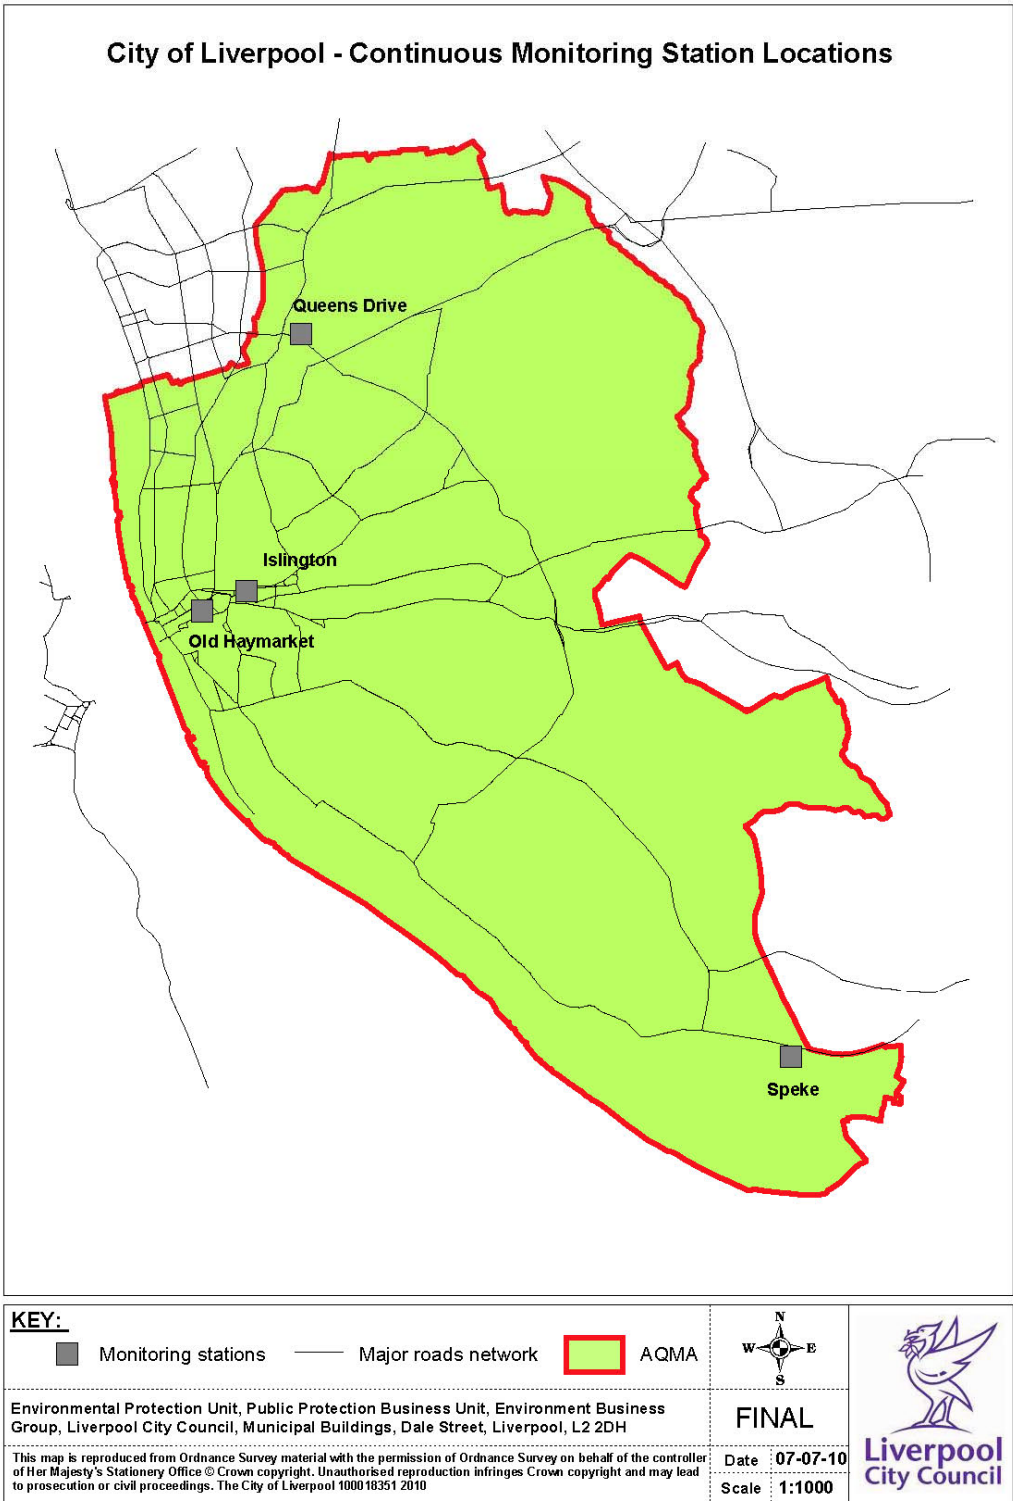 City of Liverpool - Continuous Monitoring Station Locations
Queens Drive
Islington
Old Haymarket
Speke
KEY:
Monitoring stations
Major roads network
AQMA
N
W E
S
Environmental Protection Unit, Public Protection Business Unit, Environment Business
Group, Liverpool City Council, Municipal Buildings, Dale Street, Liverpool, L2 2DH
FINAL
This map is reproduced from Ordnance Survey material with the permission of Ordnance Survey on behalf of the controller
of Her Majesty's Stationery Office © Crown copyright. Unauthorised reproduction infringes Crown copyright and may lead
to prosecution or civil proceedings. The City of Liverpool 100018351 2010
Date 07-07-10
Scale 1:1000
Liverpool
City Council